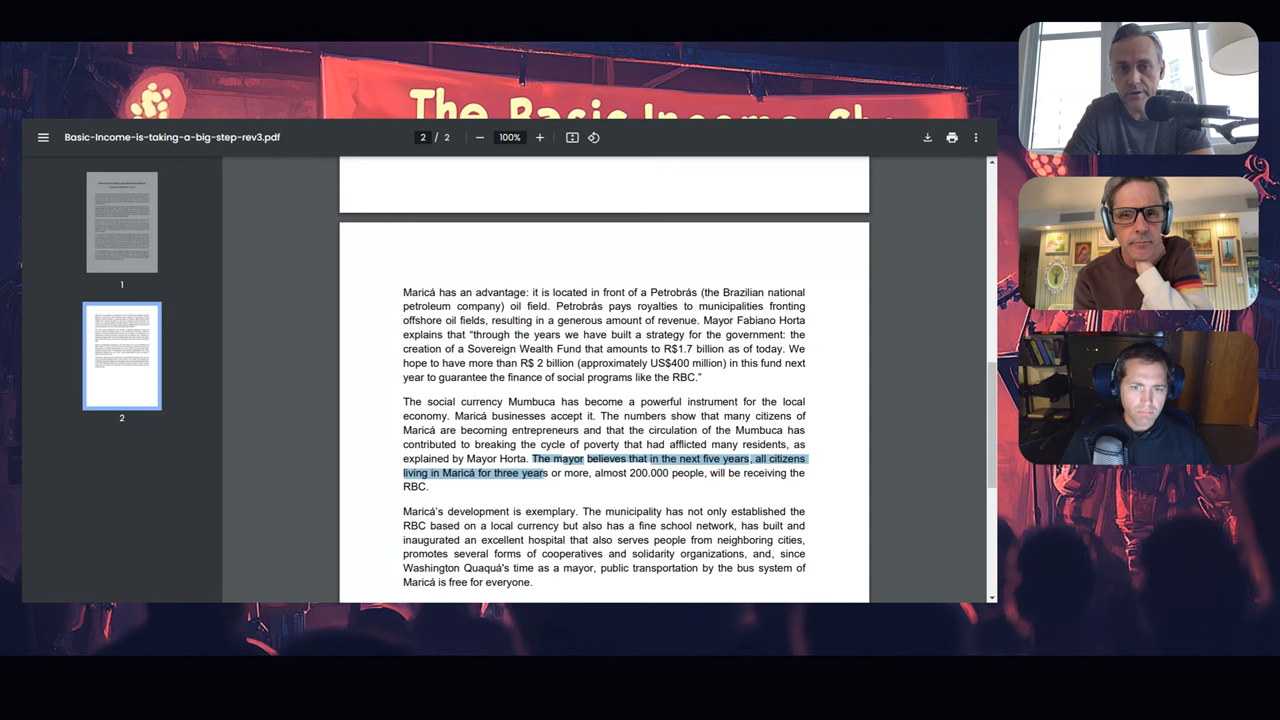 The Basic Income Sh
Basic-Income-is-taking-a-big-step-rev3.pdf
2 / 2
100%
1
2
Maricá has an advantage: it is located in front of a Petrobrás (the Brazilian national
petroleum company) oil field. Petrobrás pays royalties to municipalities fronting
offshore oil fields, resulting in a generous amount of revenue. Mayor Fabiano Horta
explains that “through the years we have built a strategy for the government: the
creation of a Sovereign Wealth Fund that amounts to R$1.7 billion as of today. We
hope to have more than R$ 2 billion (approximately US$400 million) in this fund next
year to guarantee the finance of social programs like the RBC.”
The social currency Mumbuca has become a powerful instrument for the local
economy. Maricá businesses accept it. The numbers show that many citizens of
Maricá are becoming entrepreneurs and that the circulation of the Mumbuca has
contributed to breaking the cycle of poverty that had afflicted many residents, as
explained by Mayor Horta. The mayor believes that in the next five years, all citizens
living in Maricá for three years or more, almost 200.000 people, will be receiving the
RBC.
Maricá’s development is exemplary. The municipality has not only established the
RBC based on a local currency but also has a fine school network, has built and
inaugurated an excellent hospital that also serves people from neighboring cities,
promotes several forms of cooperatives and solidarity organizations, and, since
Washington Quaquá's time as a mayor, public transportation by the bus system of
Maricá is free for everyone.